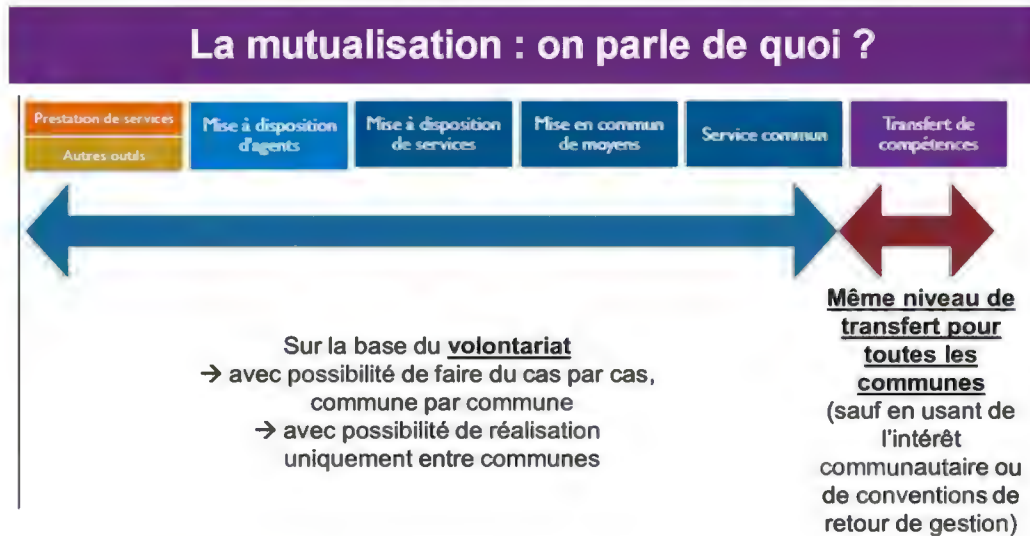 La mutualisation : on parle de quoi ?
Prestation de services
Autres outils
Mise à disposition
d'agents
Mise à disposition
de services
Mise en commun
de moyens
Service commun
Transfert de
compétences
Sur la base du volontariat
→ avec possibilité de faire du cas par cas,
commune par commune
→ avec possibilité de réalisation
uniquement entre communes
Même niveau de
transfert pour
toutes les
communes
(sauf en usant de
l'intérêt
communautaire ou
de conventions de
retour de gestion)